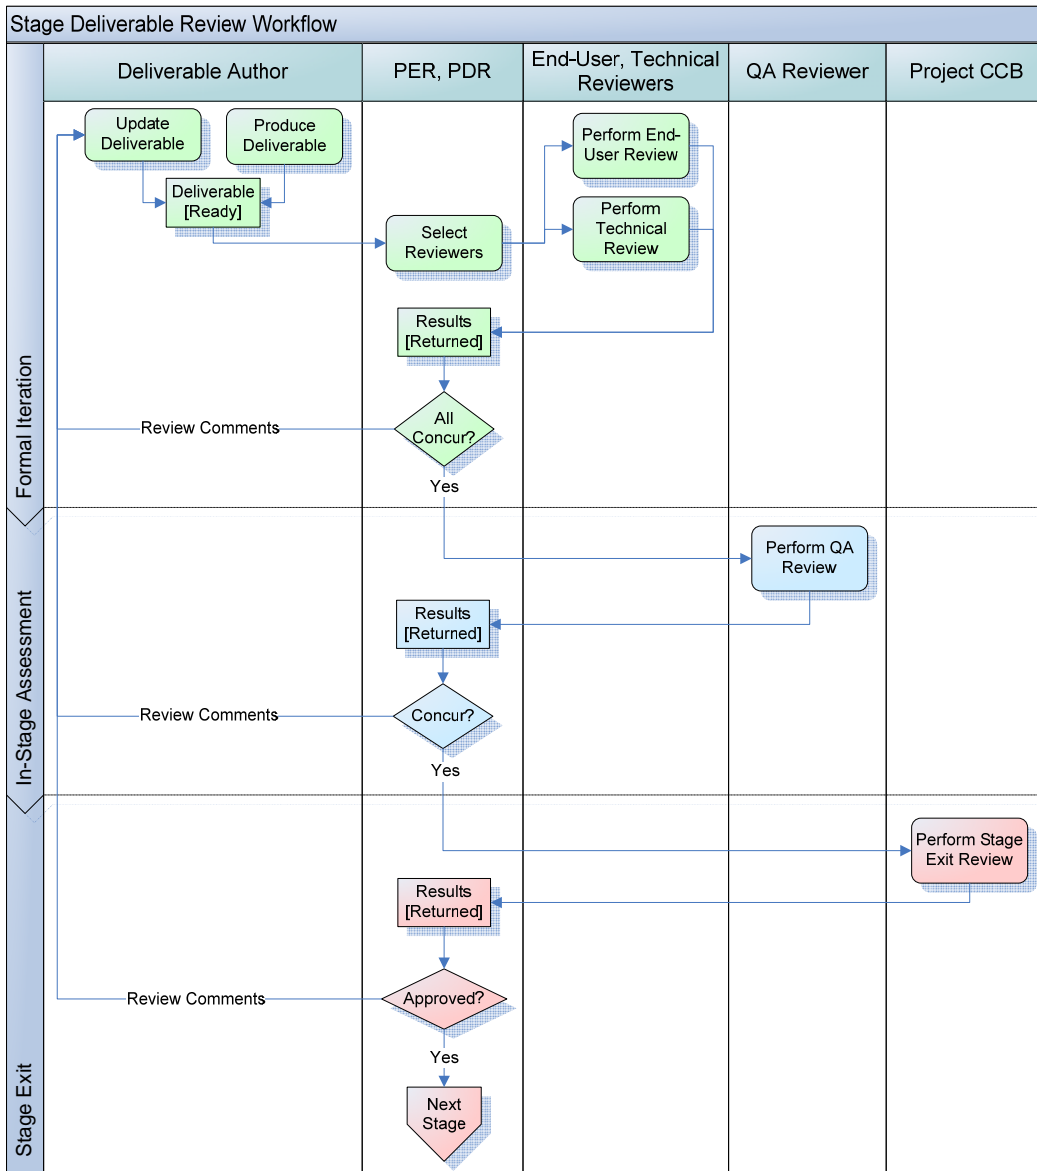 Stage Deliverable Review Workflow
Deliverable Author
PER, PDR
End-User, Technical
Reviewers
QA Reviewer
Project CCB
Formal Iteration
Update
Deliverable
Produce
Deliverable
Deliverable
[Ready]
Select
Reviewers
Perform End-
User Review
Perform
Technical
Review
Results
[Returned]
All
Concur?
Review Comments
Yes
In-Stage Assessment
Perform QA
Review
Results
[Returned]
Concur?
Review Comments
Yes
Stage Exit
Perform Stage
Exit Review
Results
[Returned]
Approved?
Review Comments
Yes
Next
Stage